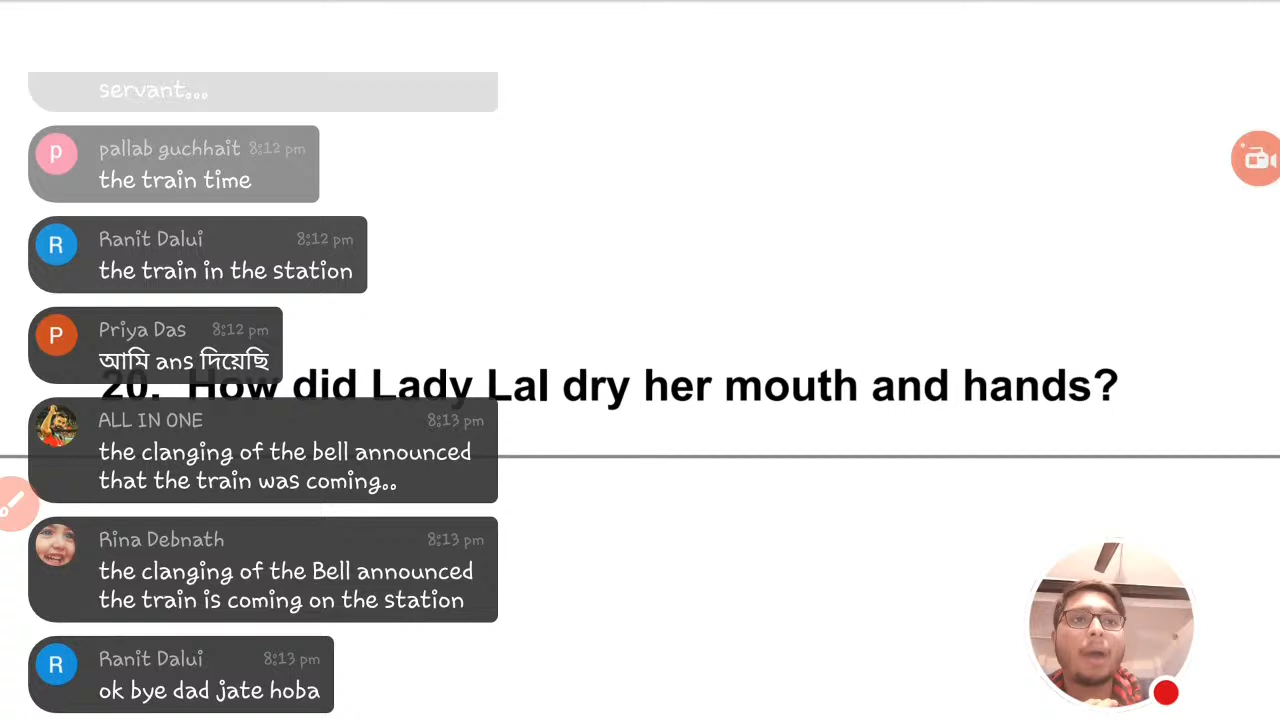 servant...
pallab guchhait 8:12 pm
the train time
Ranit Dalui 8:12 pm
the train in the station
Priya Das 8:12 pm
আমি ans দিয়েছি
20. How did Lady Lal dry her mouth and hands?
ALL IN ONE 8:13 pm
the clanging of the bell announced
that the train was coming..
Rina Debnath 8:13 pm
the clanging of the Bell announced
the train is coming on the station
Ranit Dalui 8:13 pm
ok bye dad jate hoba